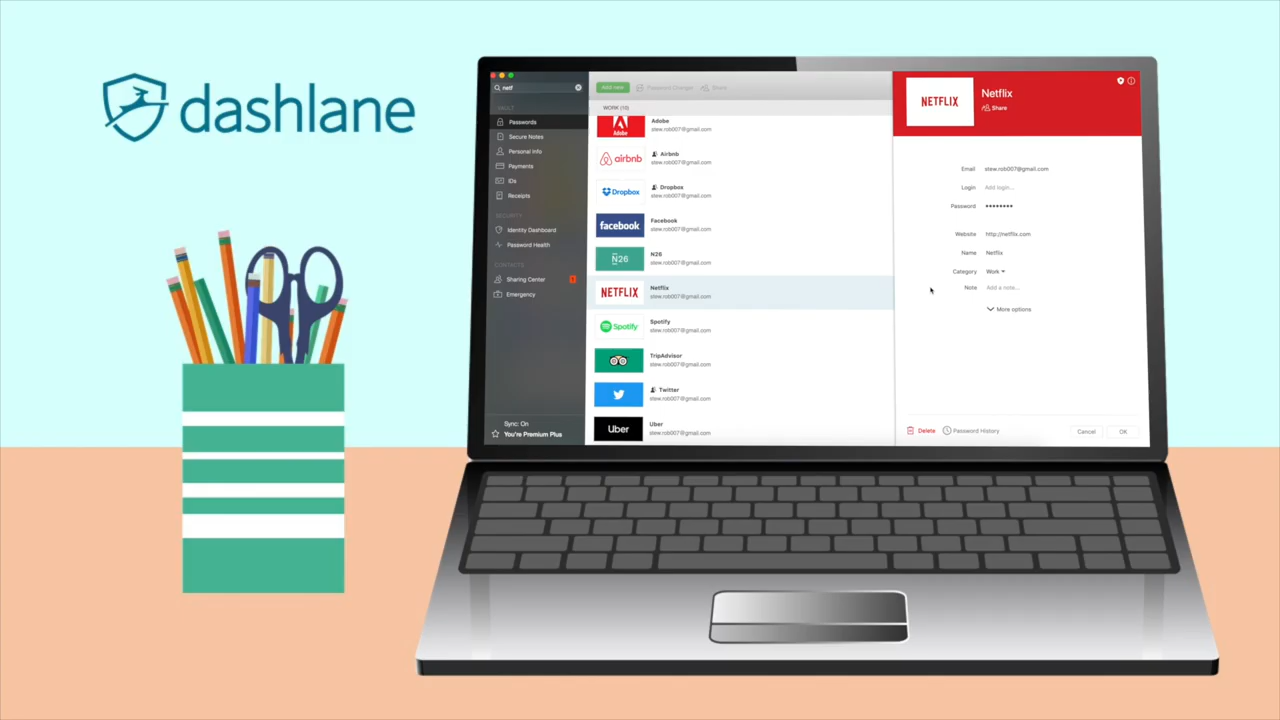 dashlane
netf
VAULT
Passwords
Secure Notes
Personal Info
Payments
IDs
Receipts
SECURITY
Identity Dashboard
Password Health
CONTACTS
Sharing Center
Emergency
Sync: On
You're Premium Plus
Add new
Password Changer
Share
WORK (10)
Adobe
Adobe
stew.rob007@gmail.com
airbnb
Airbnb
stew.rob007@gmail.com
Dropbox
Dropbox
stew.rob007@gmail.com
facebook
Facebook
stew.rob007@gmail.com
N26
N26
stew.rob007@gmail.com
NETFLIX
Netflix
stew.rob007@gmail.com
Spotify
Spotify
stew.rob007@gmail.com
TripAdvisor
stew.rob007@gmail.com
Twitter
stew.rob007@gmail.com
Uber
Uber
stew.rob007@gmail.com
NETFLIX
Netflix
Share
Email stew.rob007@gmail.com
Login Add login...
Password ••••••••
Website http://netflix.com
Name Netflix
Category Work
Note Add a note...
More options
Delete Password History Cancel OK